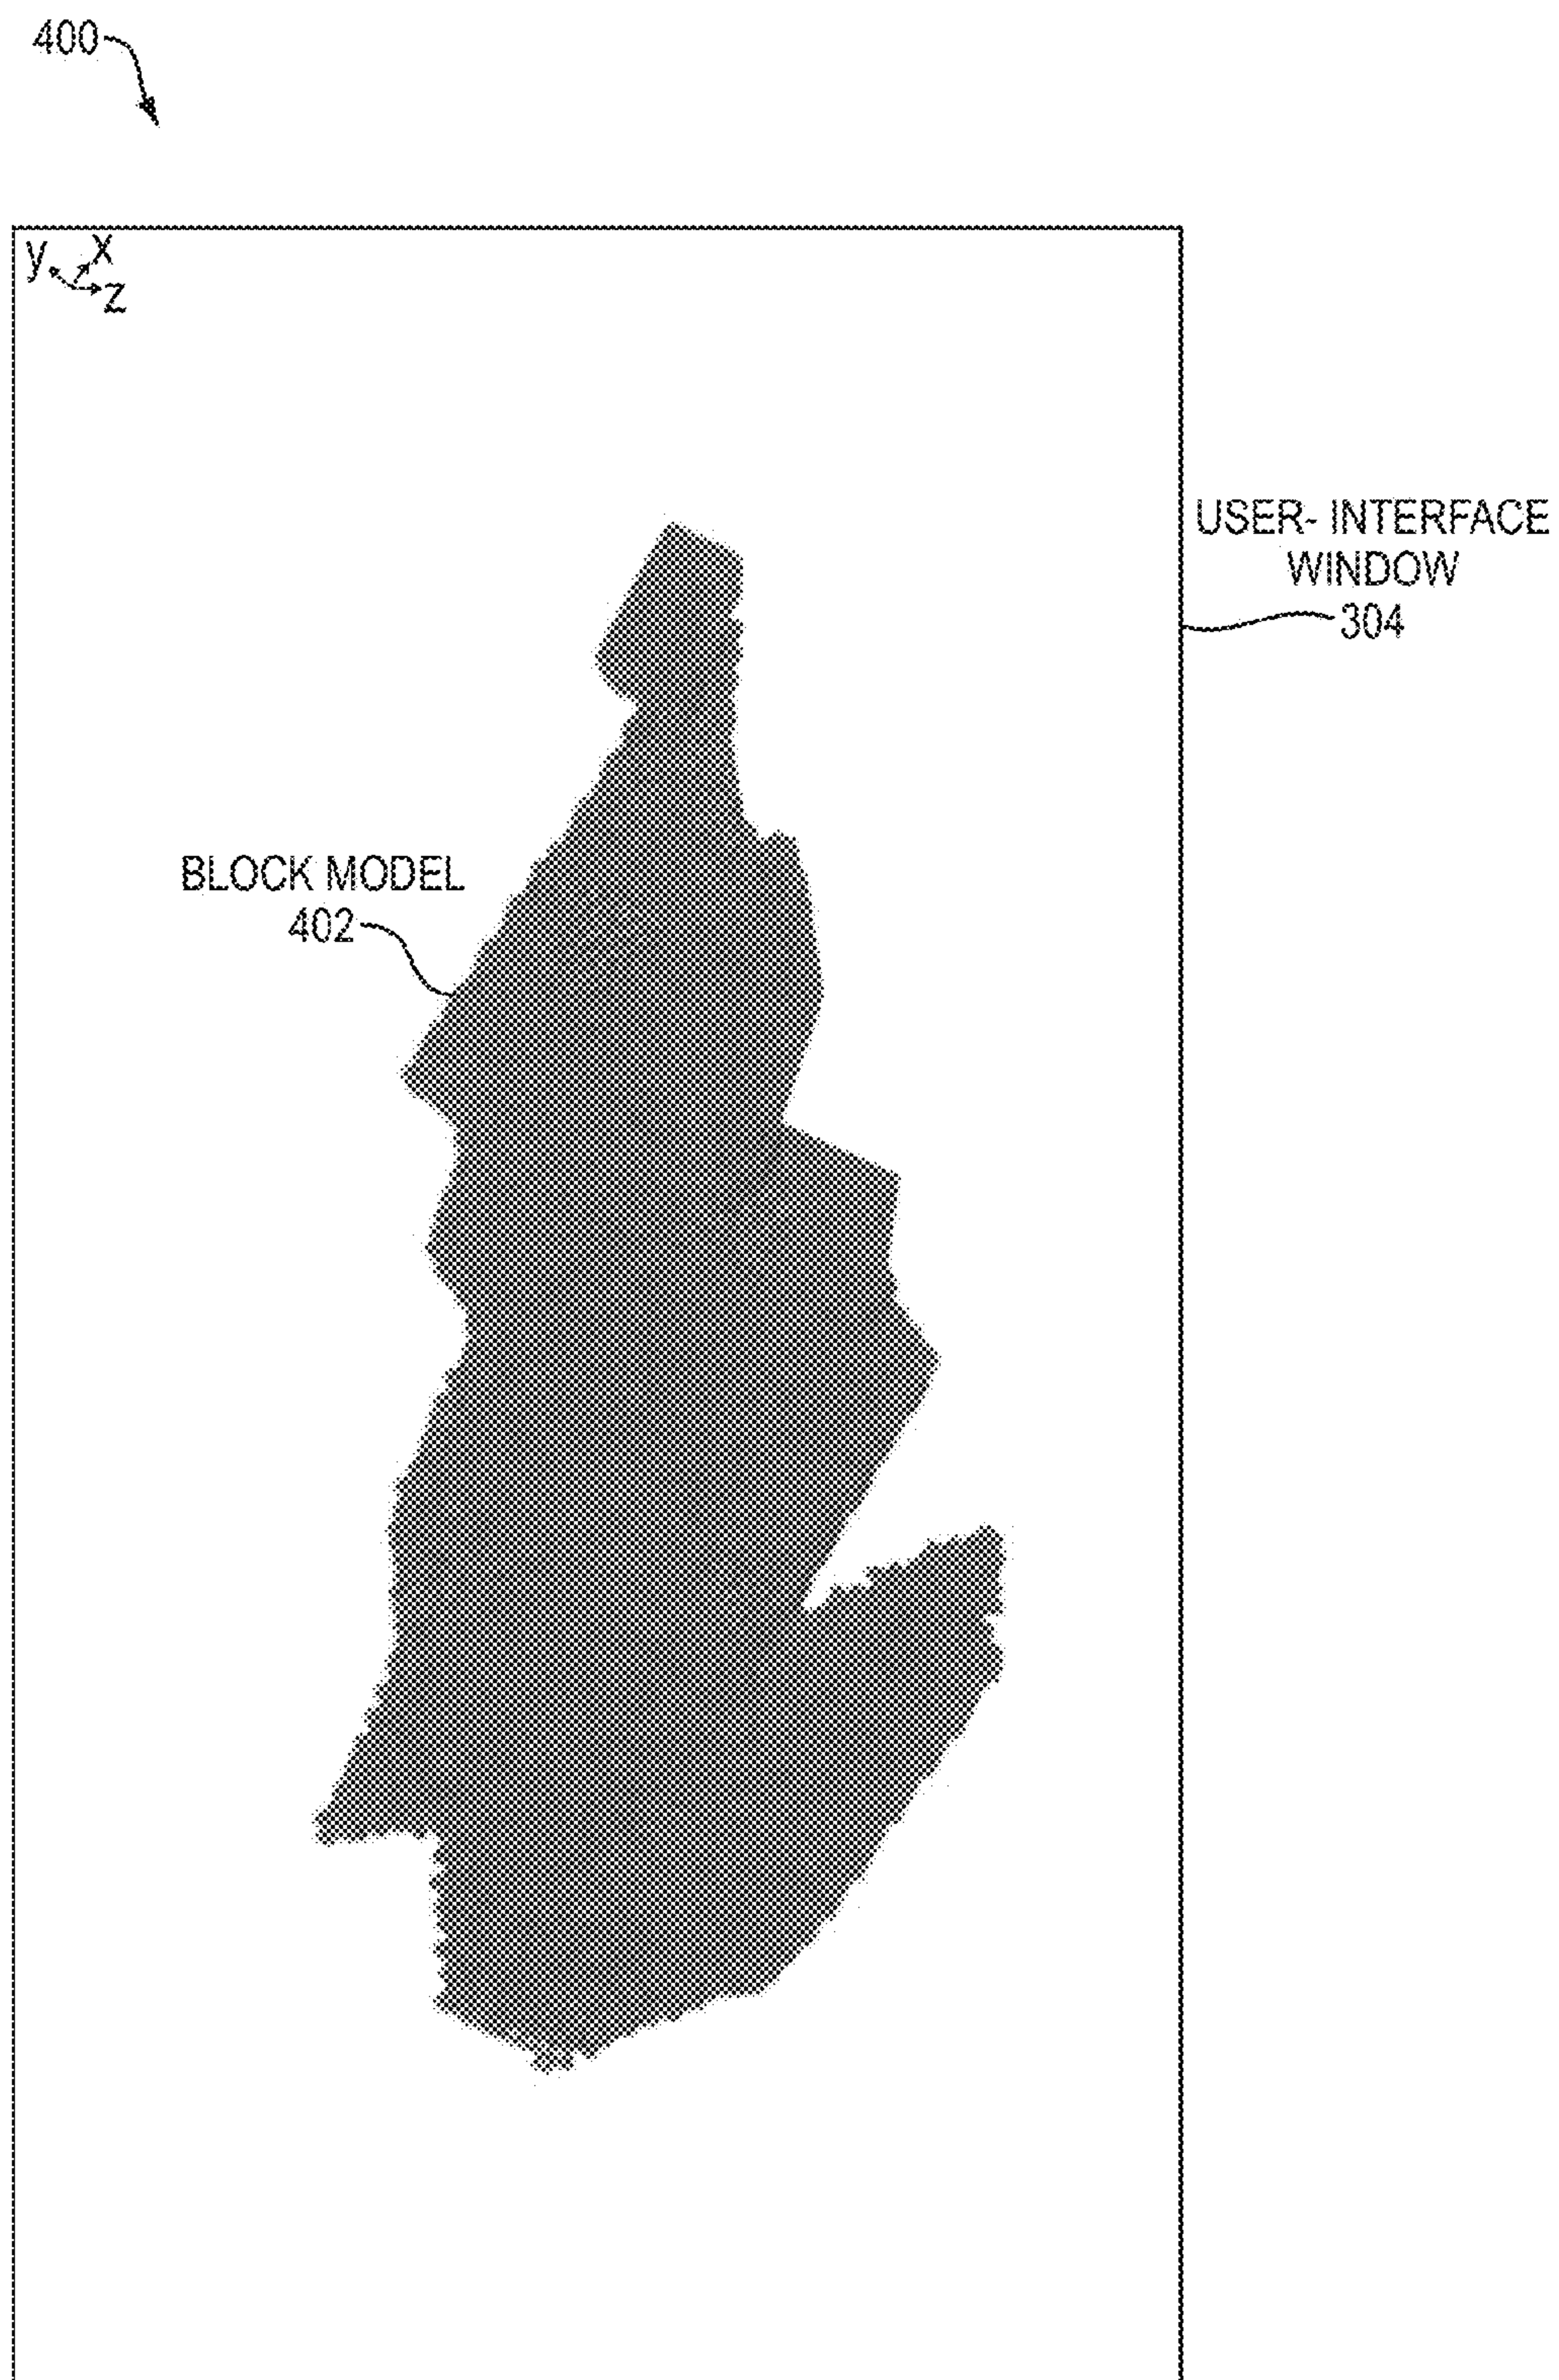 400
y x
z
USER- INTERFACE
WINDOW
304
BLOCK MODEL
402